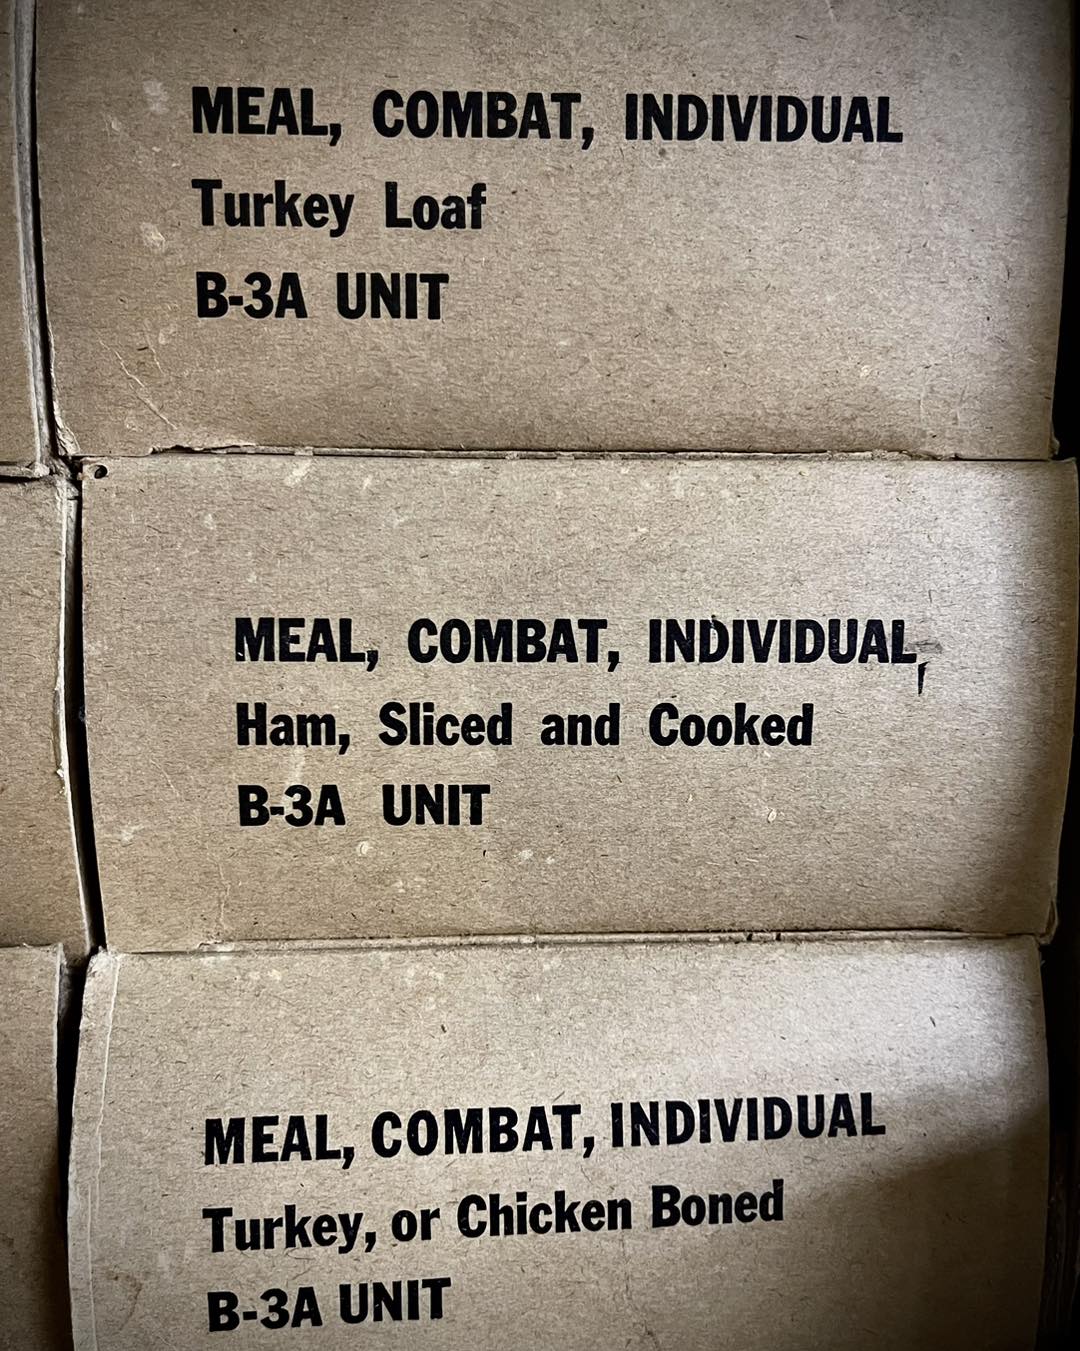 MEAL, COMBAT, INDIVIDUAL
Turkey Loaf
B-3A UNIT
MEAL, COMBAT, INDIVIDUAL,
Ham, Sliced and Cooked
B-3A UNIT
MEAL, COMBAT, INDIVIDUAL
Turkey, or Chicken Boned
B-3A UNIT